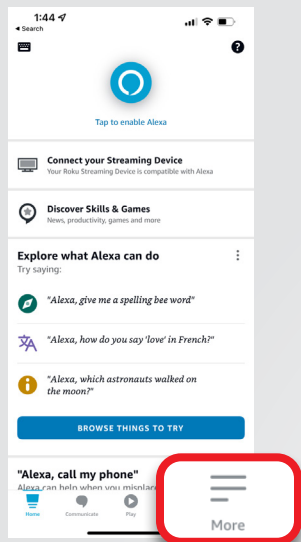 1:44
Search
?
Tap to enable Alexa
Connect your Streaming Device
Your Roku Streaming Device is compatible with Alexa
Discover Skills & Games
News, productivity, games and more
Explore what Alexa can do
Try saying:
"Alexa, give me a spelling bee word"
文A "Alexa, how do you say 'love' in French?"
"Alexa, which astronauts walked on
the moon?"
BROWSE THINGS TO TRY
"Alexa, call my phone"
Alexa can help when you misplac
Home Communicate Play
More